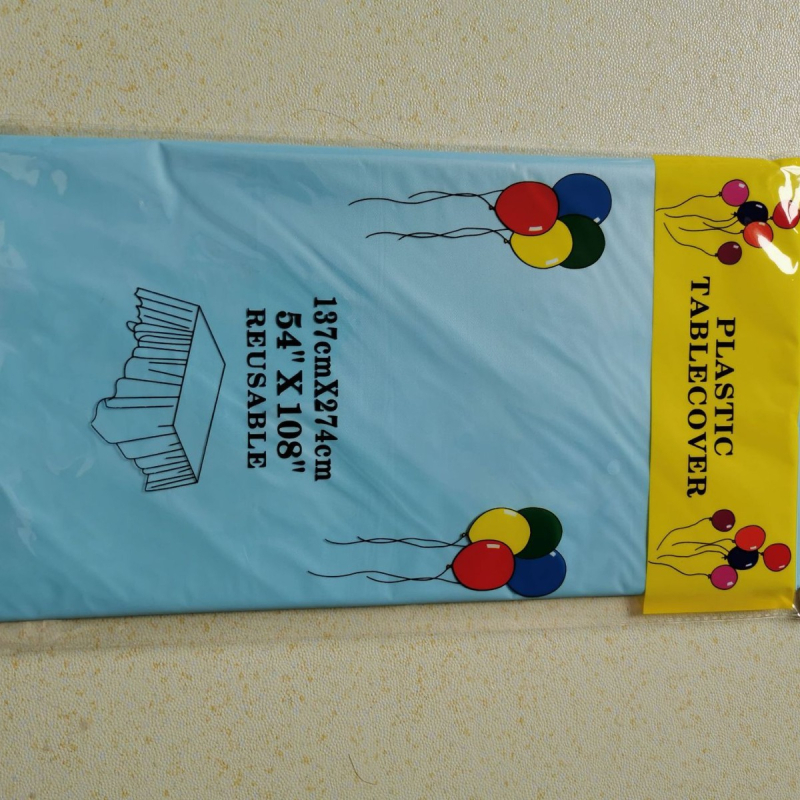 PLASTIC
TABLECOVER
137cmX274cm
54" X 108"
REUSABLE